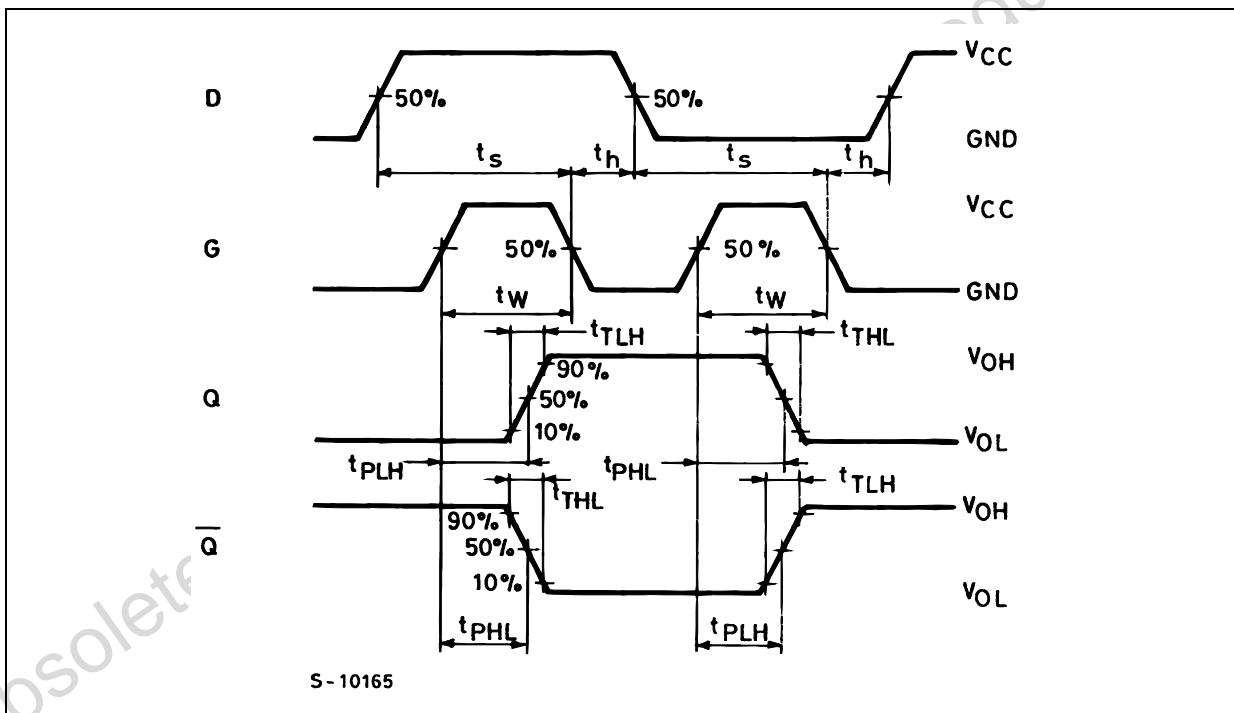 D
50%
50%
VCC
GND
ts
th
ts
th
G
50%
50%
VCC
GND
tW
tW
tTLH
tTHL
Q
90%
50%
10%
VOH
VOL
tPLH
tPHL
tTHL
tTLH
Q
90%
50%
10%
VOH
VOL
tPHL
tPLH
S-10165